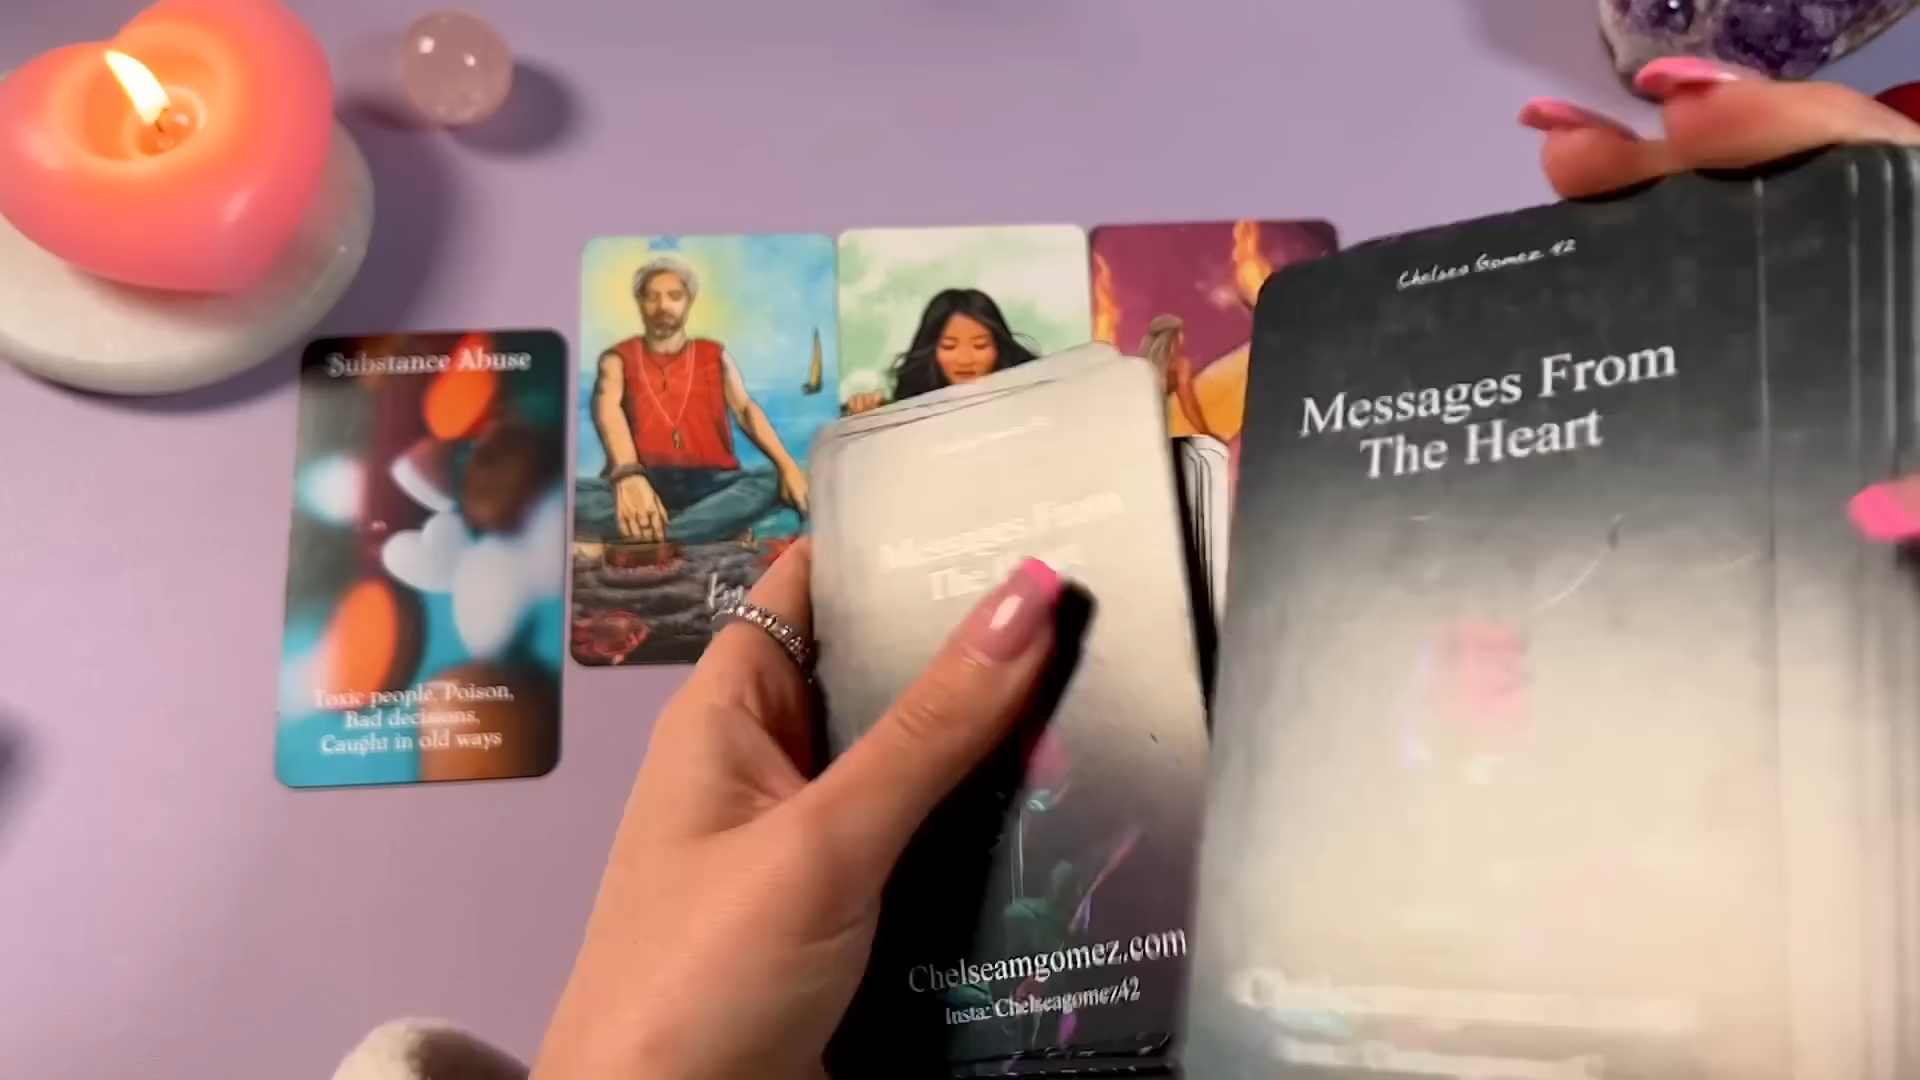 Substance Abuse
Toxic people, Poison,
Bad decisions,
Caught in old ways
Messages From
The
Chelseamgomez.com
Insta: Chelseagomez42
Chelsea Gomez 42
Messages From
The Heart